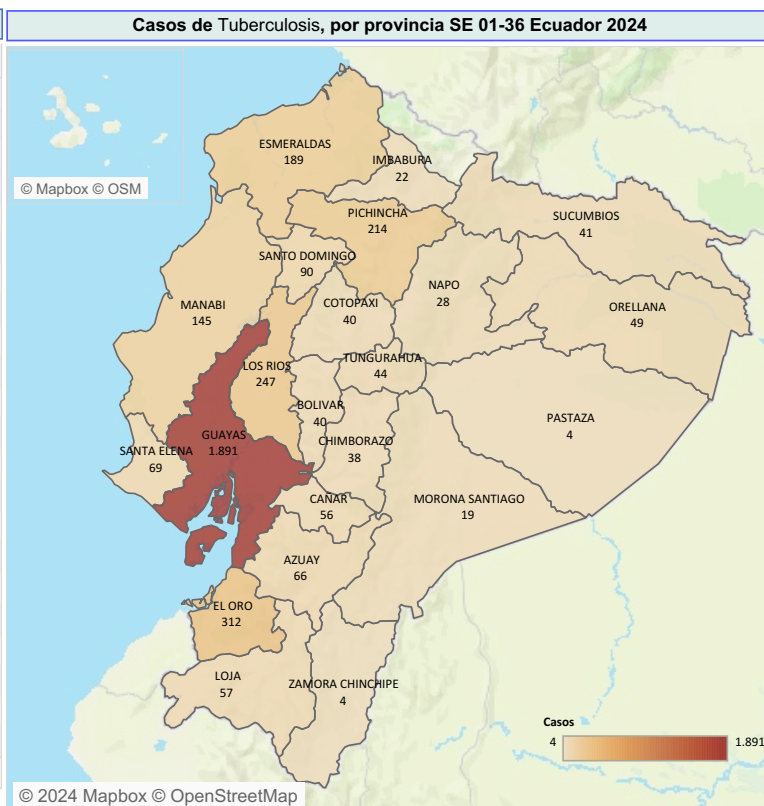 Casos de Tuberculosis, por provincia SE 01-36 Ecuador 2024
ESMERALDAS
189
IMBABURA
22
© Mapbox © OSM
PICHINCHA
214
SUCUMBIOS
41
SANTO DOMINGO
90
NAPO
28
MANABI
145
COTOPAXI
40
ORELLANA
49
TUNGURAHUA
44
LOS RIOS
247
BOLIVAR
40
PASTAZA
4
GUAYAS
1.891
CHIMBORAZO
38
SANTA ELENA
69
CAÑAR
56
MORONA SANTIAGO
19
AZUAY
66
EL ORO
312
LOJA
57
ZAMORA CHINCHIPE
4
Casos
4 1.891
© 2024 Mapbox © OpenStreetMap